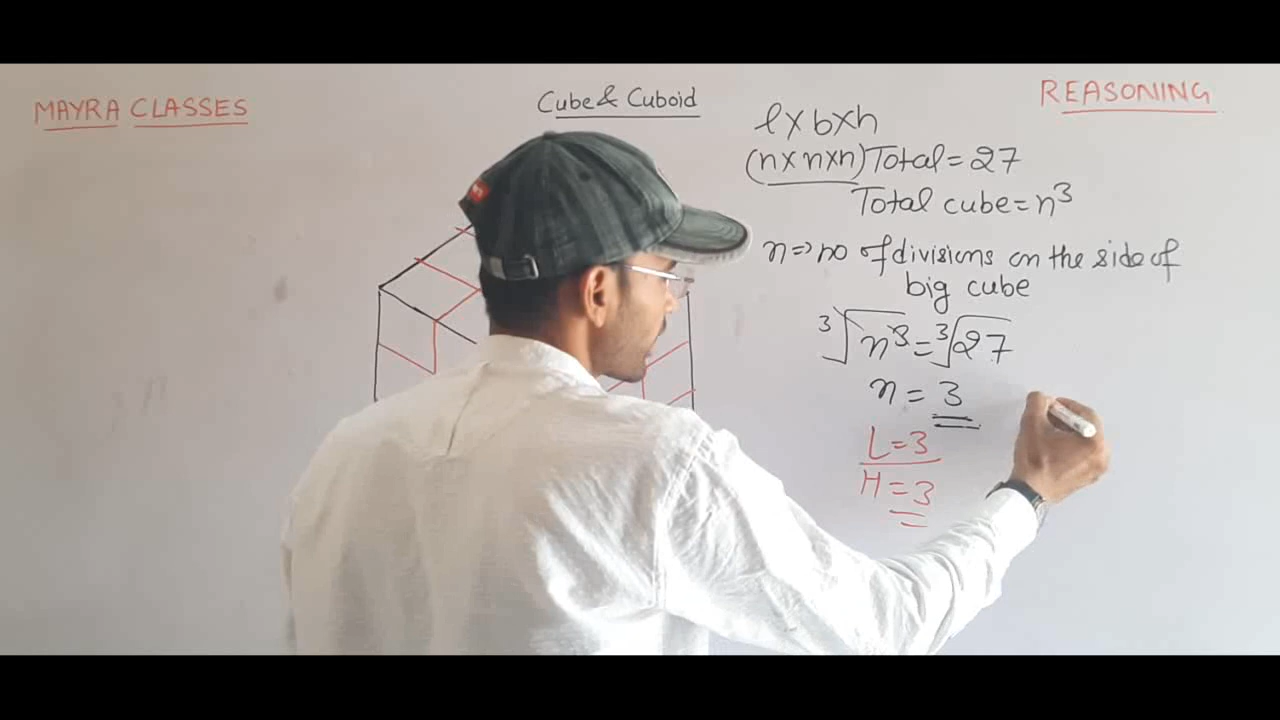 MAYRA CLASSES
Cube & Cuboid
REASONING
l×b×h
(n×n×n) Total = 27
Total cube = n³
n => no of divisions on the side of
big cube
³√n³ = ³√27
n = 3
L = 3
H = 3